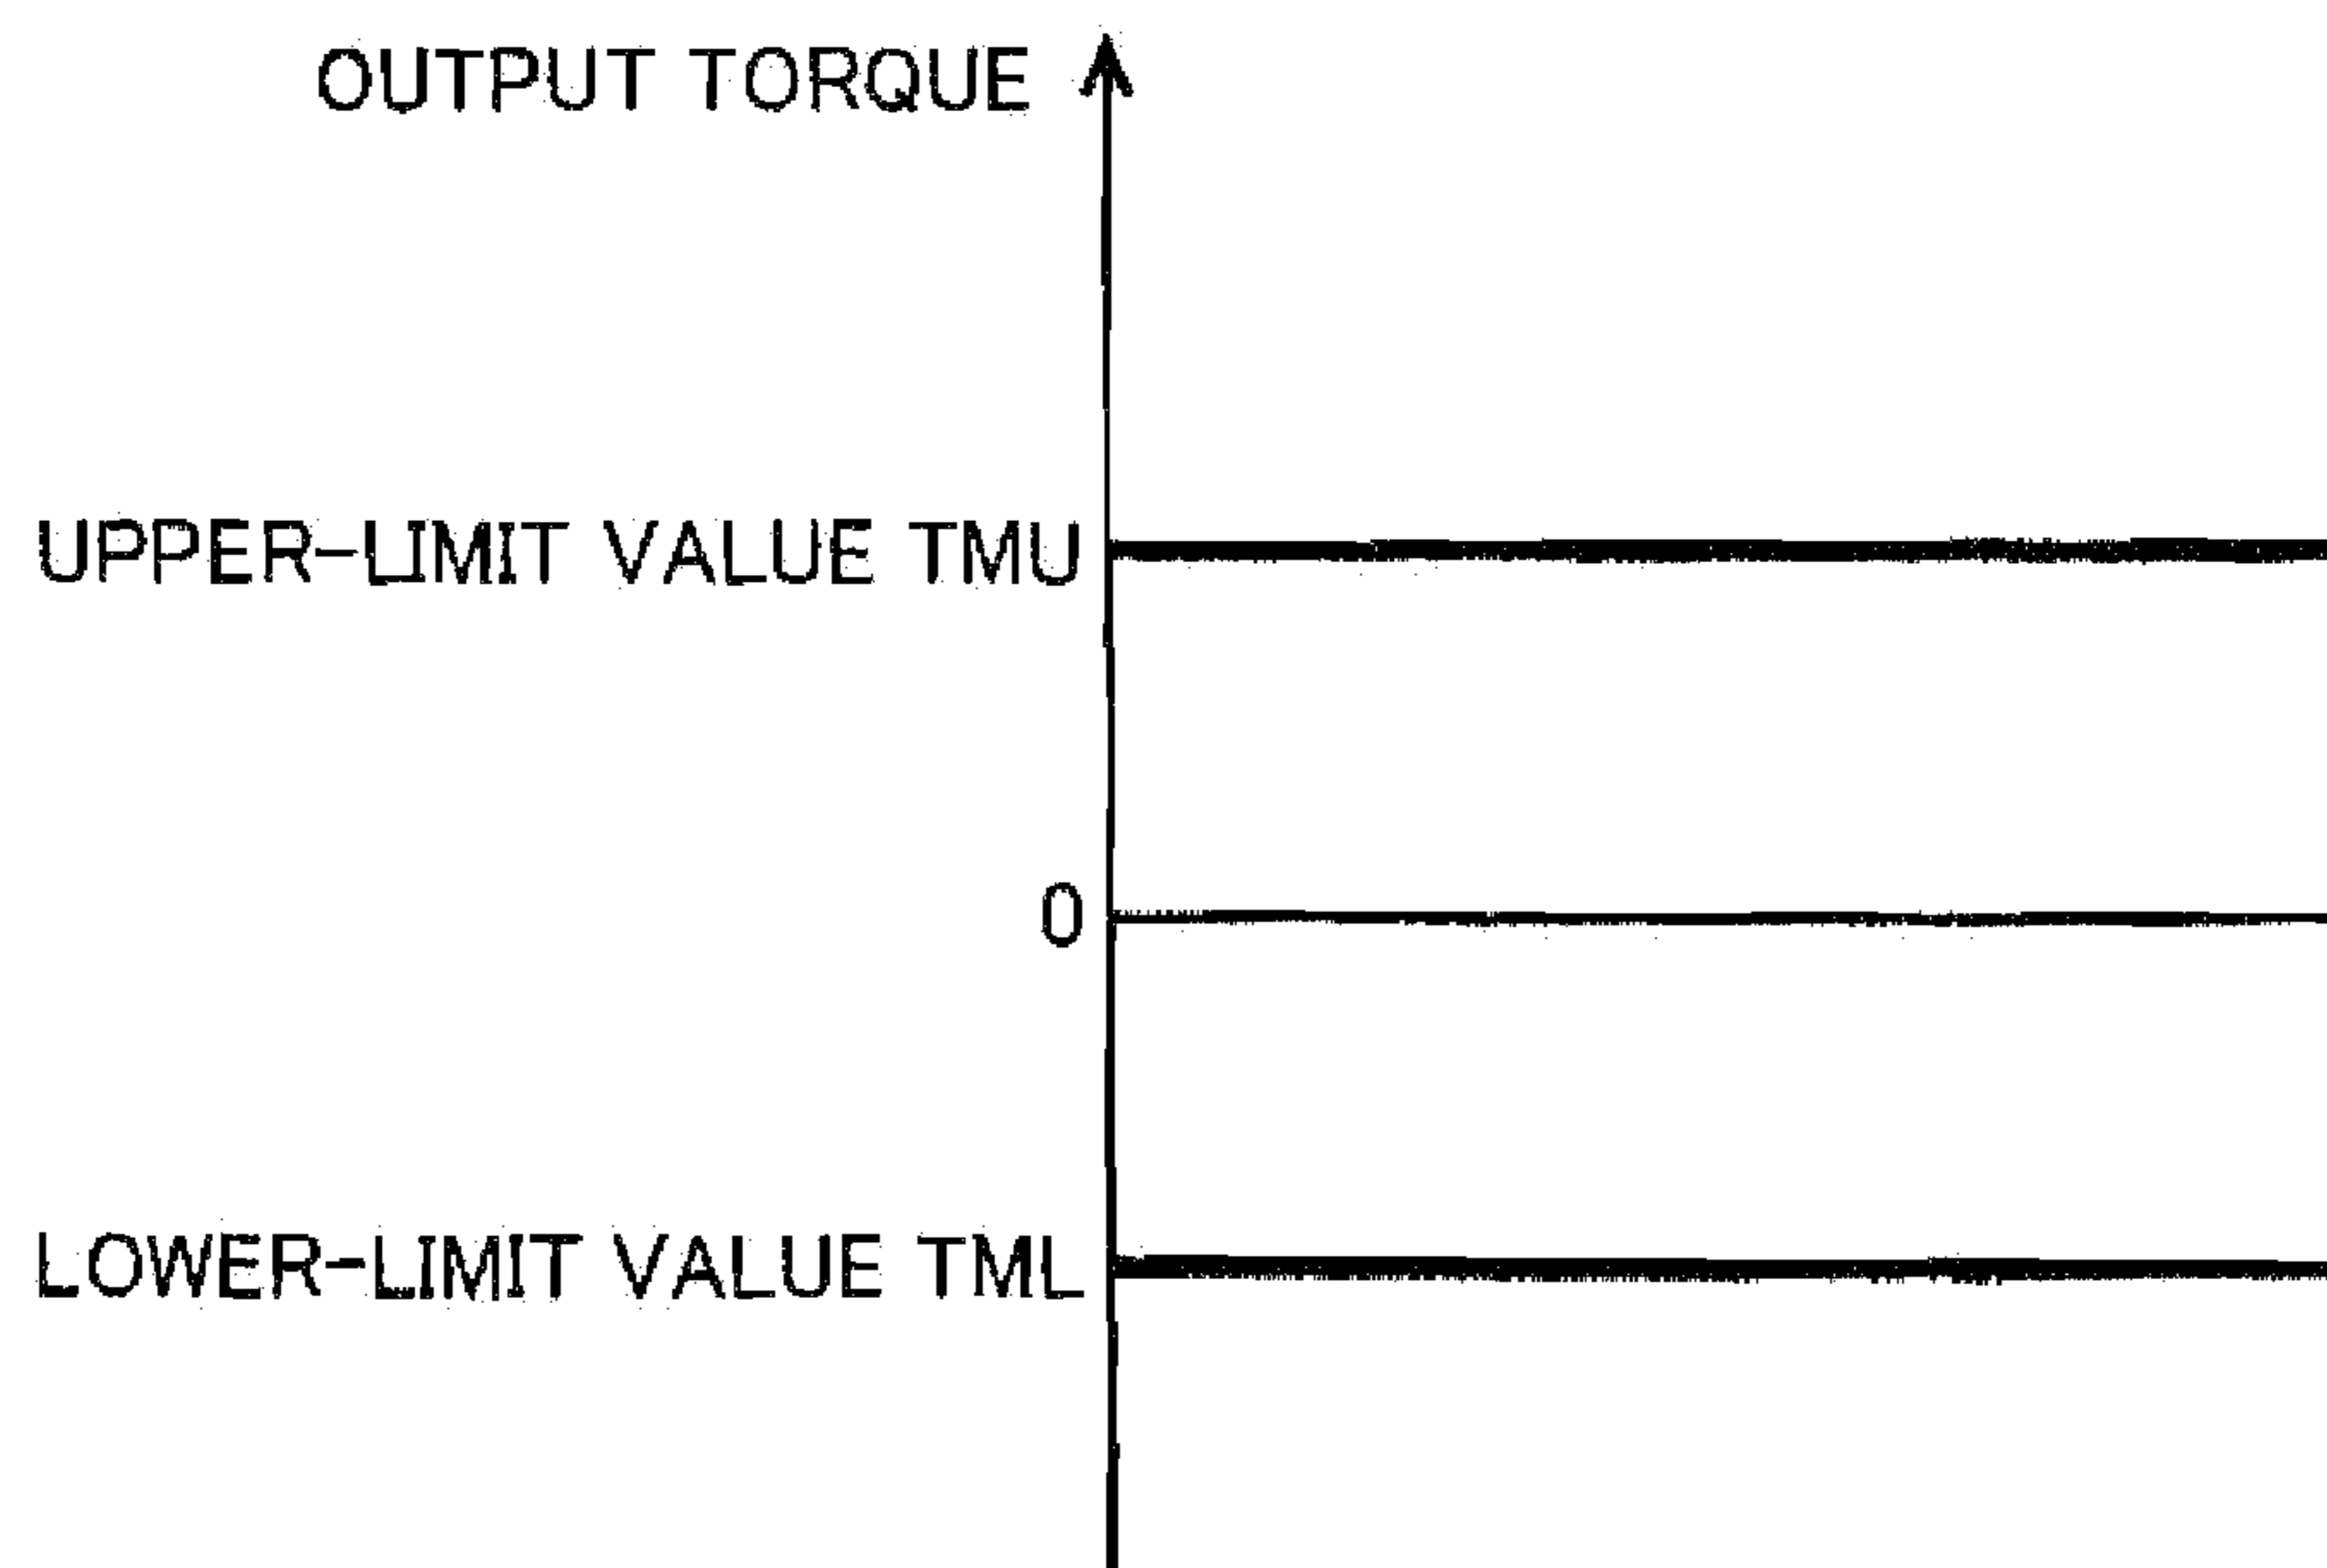 OUTPUT TORQUE
UPPER-LIMIT VALUE TMU
0
LOWER-LIMIT VALUE TML